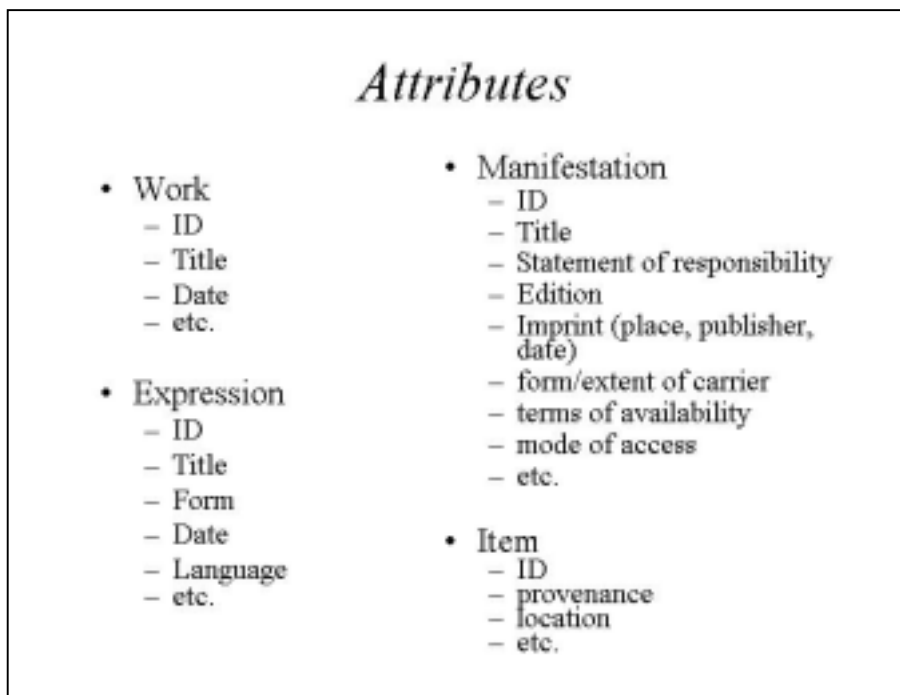 Attributes
• Work
– ID
– Title
– Date
– etc.
• Expression
– ID
– Title
– Form
– Date
– Language
– etc.
• Manifestation
– ID
– Title
– Statement of responsibility
– Edition
– Imprint (place, publisher,
date)
– form/extent of carrier
– terms of availability
– mode of access
– etc.
• Item
– ID
– provenance
– location
– etc.